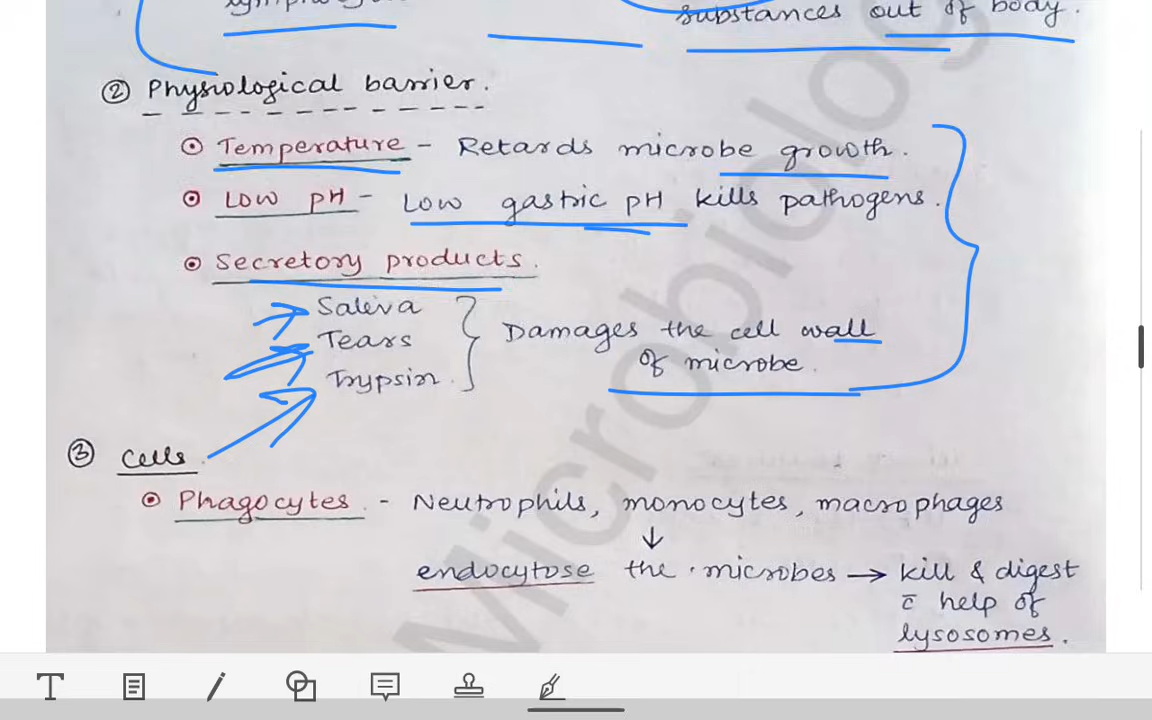 substances out of body.
② Physiological barrier.
⊙ Temperature - Retards microbe growth.
⊙ Low pH - Low gastric pH kills pathogens.
⊙ Secretory products.
Saliva
Tears
Trypsin
Damages the cell wall
of microbe.
③ Cells.
⊙ Phagocytes - Neutrophils, monocytes, macrophages
↓
endocytose the microbes → kill & digest
c̄ help of
lysosomes.
Microbiolog
T